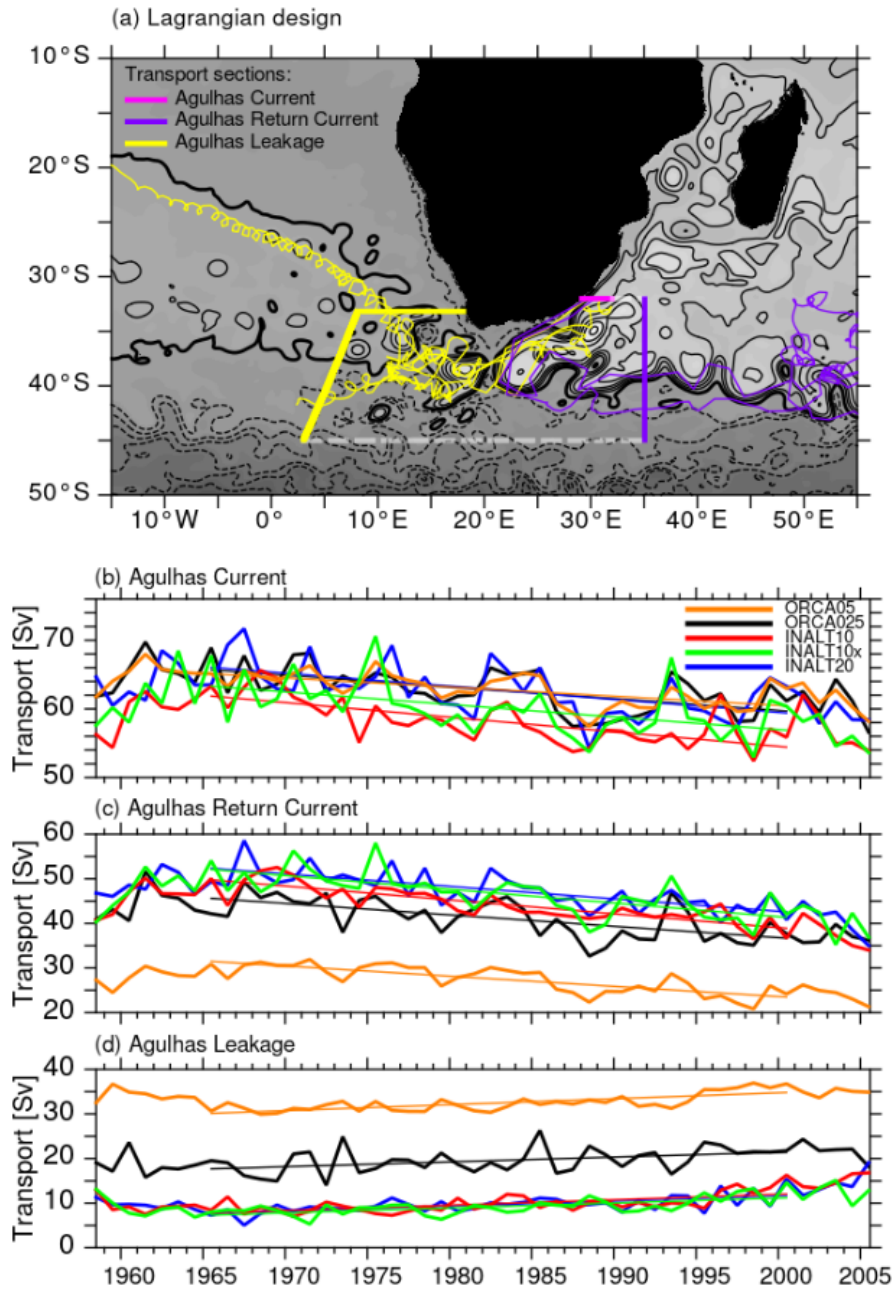 (a) Lagrangian design
10°S
Transport sections:
Agulhas Current
Agulhas Return Current
Agulhas Leakage
20°S
30°S
40°S
50°S
10°W 0° 10°E 20°E 30°E 40°E 50°E
(b) Agulhas Current
Transport [Sv]
70
60
50
ORCA05
ORCA025
INALT10
INALT10x
INALT20
(c) Agulhas Return Current
Transport [Sv]
60
50
40
30
20
(d) Agulhas Leakage
Transport [Sv]
40
30
20
10
0
1960 1965 1970 1975 1980 1985 1990 1995 2000 2005